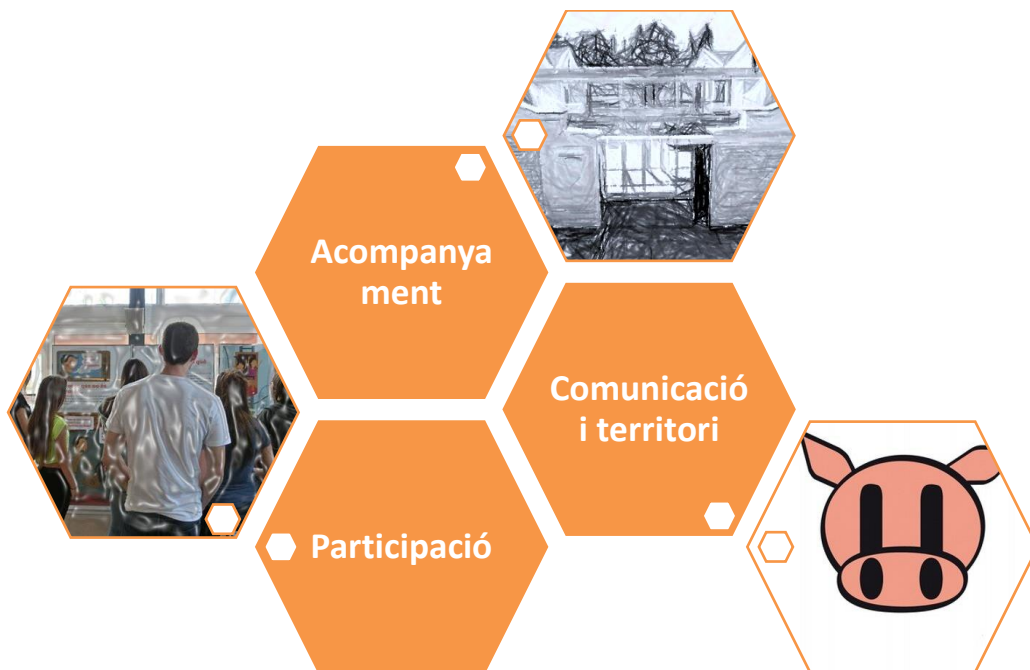 Acompanya
ment
Comunicació
i territori
Participació